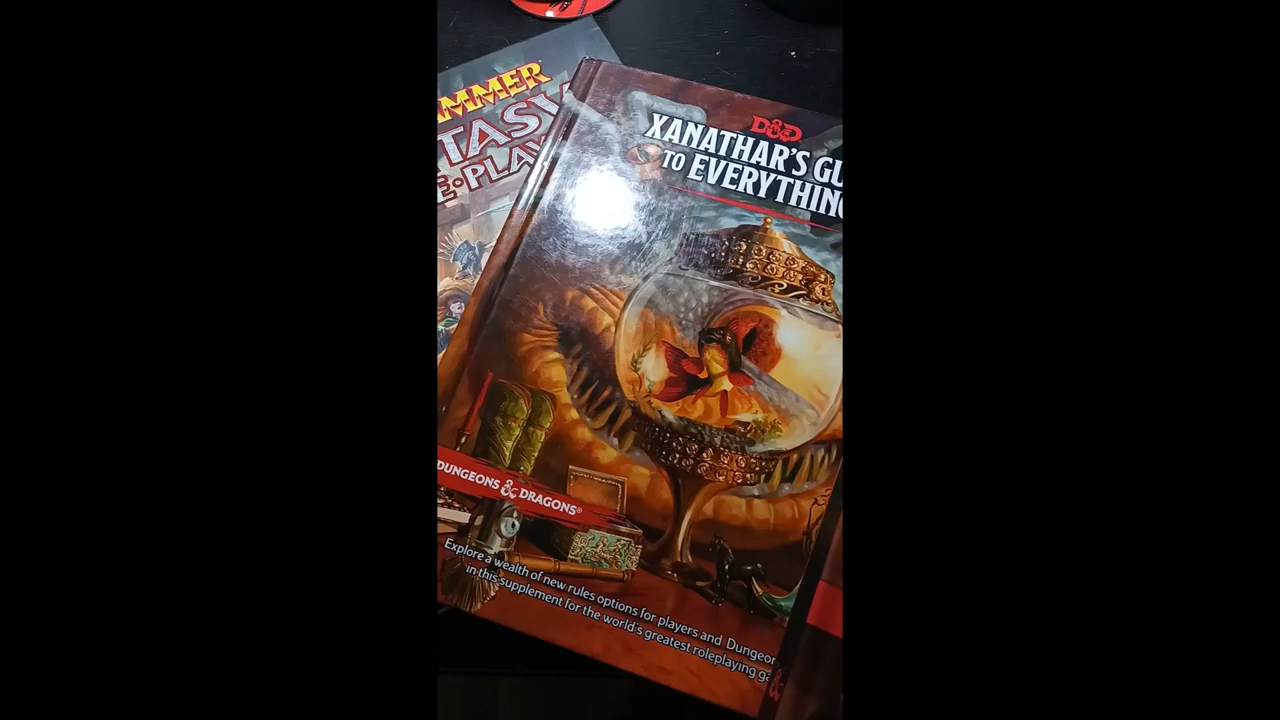 AMMER
TASY
E•PLAY
D&D
XANATHAR'S GU
TO EVERYTHING
DUNGEONS & DRAGONS®
Explore a wealth of new rules options for players and Dungeon
in this supplement for the world's greatest roleplaying ga
&